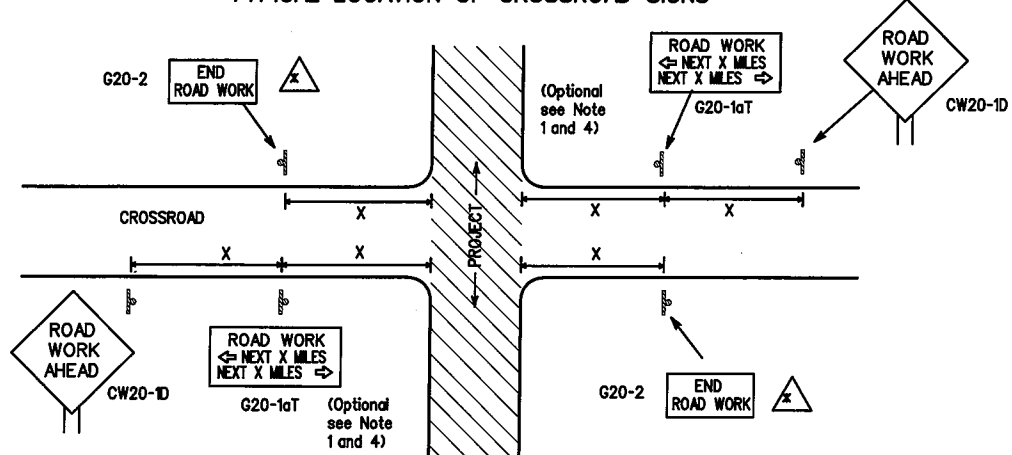 TYPICAL LOCATION OF CROSSROAD SIGNS
ROAD
WORK
AHEAD
CW20-1D
ROAD WORK
⇦ NEXT X MILES
NEXT X MILES ⇨
G20-1aT
(Optional
see Note
1 and 4)
G20-2
END
ROAD WORK
X
X
X
X
CROSSROAD
PROJECT
X
X
X
ROAD
WORK
AHEAD
CW20-1D
ROAD WORK
⇦ NEXT X MILES
NEXT X MILES ⇨
G20-1aT
(Optional
see Note
1 and 4)
G20-2
END
ROAD WORK
X